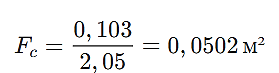 F_c = 0,103 / 2,05 = 0,0502 м²